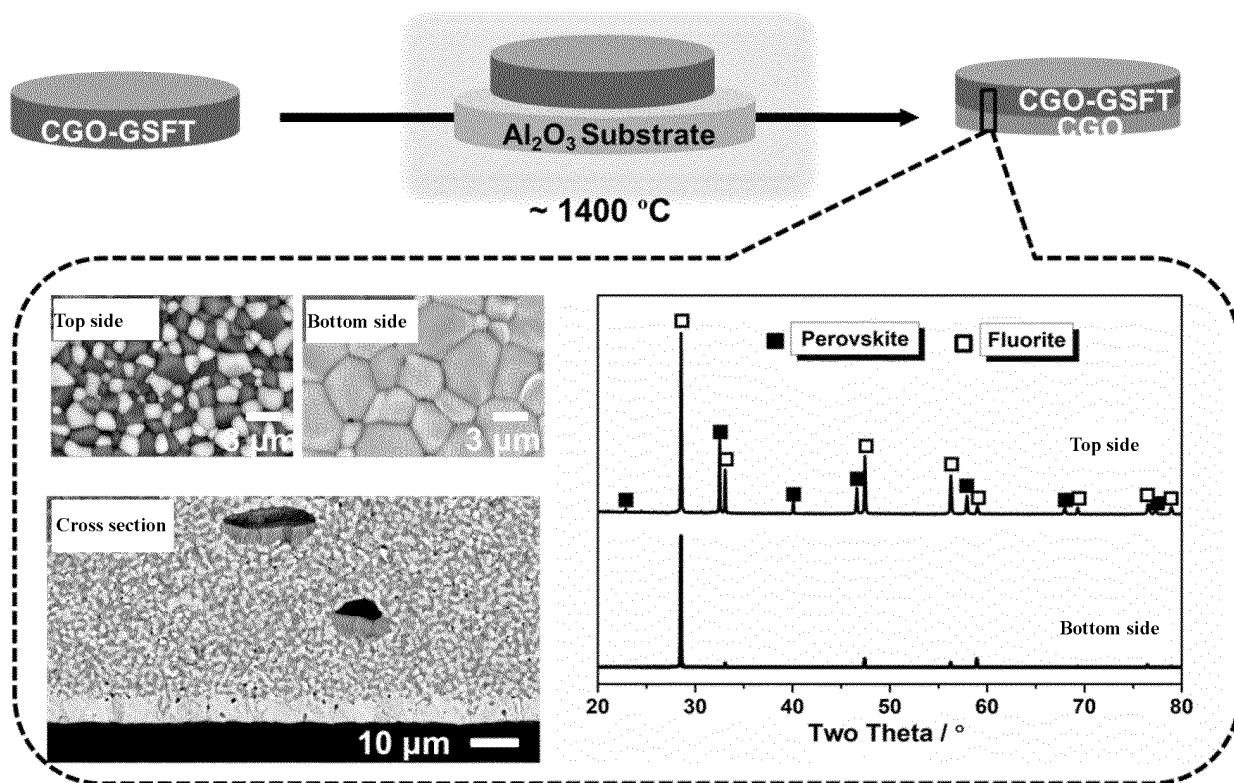 CGO-GSFT
Al₂O₃ Substrate
~ 1400 °C
CGO-GSFT
CGO
Top side
3 μm
Bottom side
3 μm
Cross section
10 μm
Perovskite
Fluorite
Top side
Bottom side
20 30 40 50 60 70 80
Two Theta / °